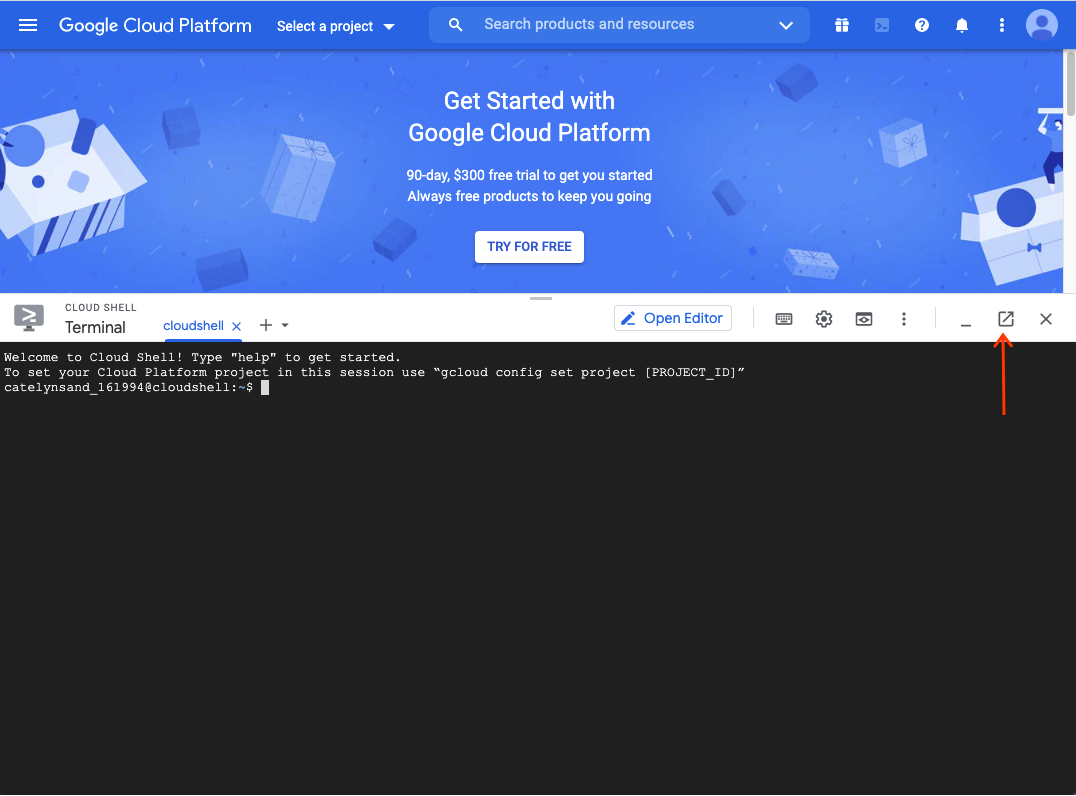 Google Cloud Platform Select a project Search products and resources
Get Started with
Google Cloud Platform
90-day, $300 free trial to get you started
Always free products to keep you going
TRY FOR FREE
CLOUD SHELL
Terminal cloudshell Open Editor
Welcome to Cloud Shell! Type "help" to get started.
To set your Cloud Platform project in this session use “gcloud config set project [PROJECT_ID]”
catelynsand_161994@cloudshell:~$